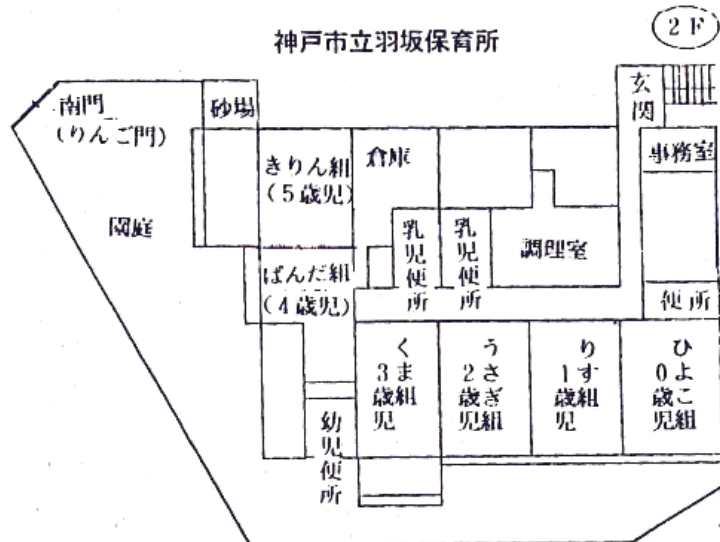 神戸市立羽坂保育所
2F
南門
(りんご門)
砂場
玄関
きりん組
(5歳児)
倉庫
事務室
園庭
乳児便所
乳児便所
調理室
ぱんだ組
(4歳児)
便所
くま組
3歳児
うさぎ組
2歳児
りす組
1歳児
ひよこ組
0歳児
幼児便所